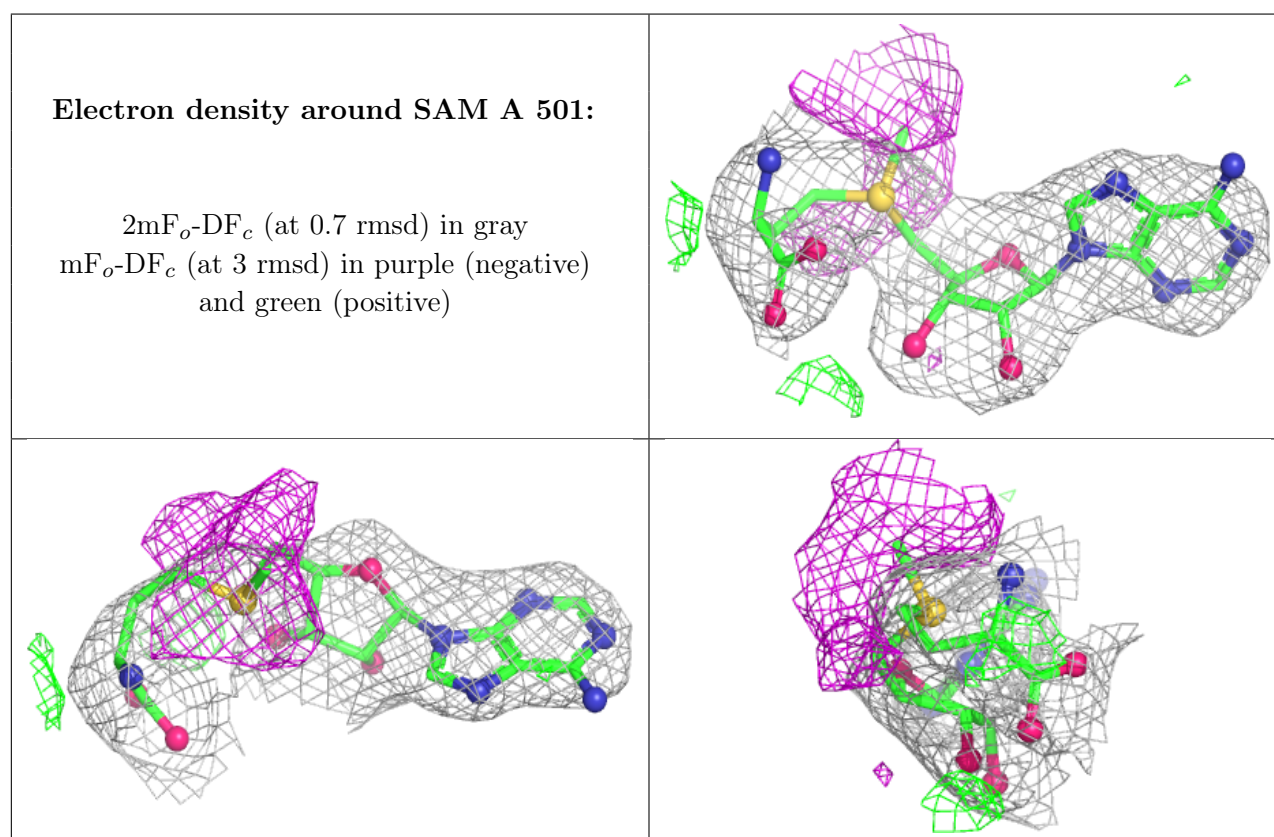 Electron density around SAM A 501:
2mFo-DFc (at 0.7 rmsd) in gray
mFo-DFc (at 3 rmsd) in purple (negative)
and green (positive)